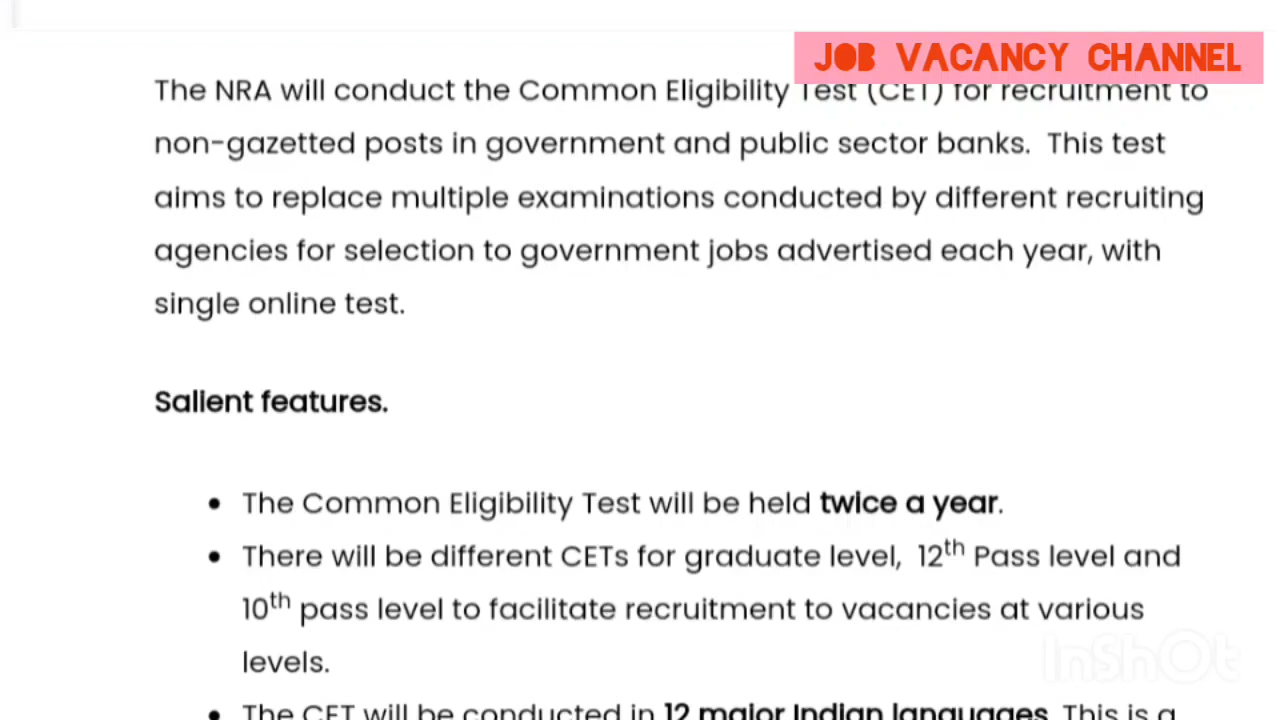 JOB VACANCY CHANNEL
The NRA will conduct the Common Eligibility Test (CET) for recruitment to
non-gazetted posts in government and public sector banks. This test
aims to replace multiple examinations conducted by different recruiting
agencies for selection to government jobs advertised each year, with
single online test.
Salient features.
• The Common Eligibility Test will be held twice a year.
• There will be different CETs for graduate level, 12th Pass level and
10th pass level to facilitate recruitment to vacancies at various
levels.
• The CET will be conducted in 12 major Indian languages. This is a
InShOt